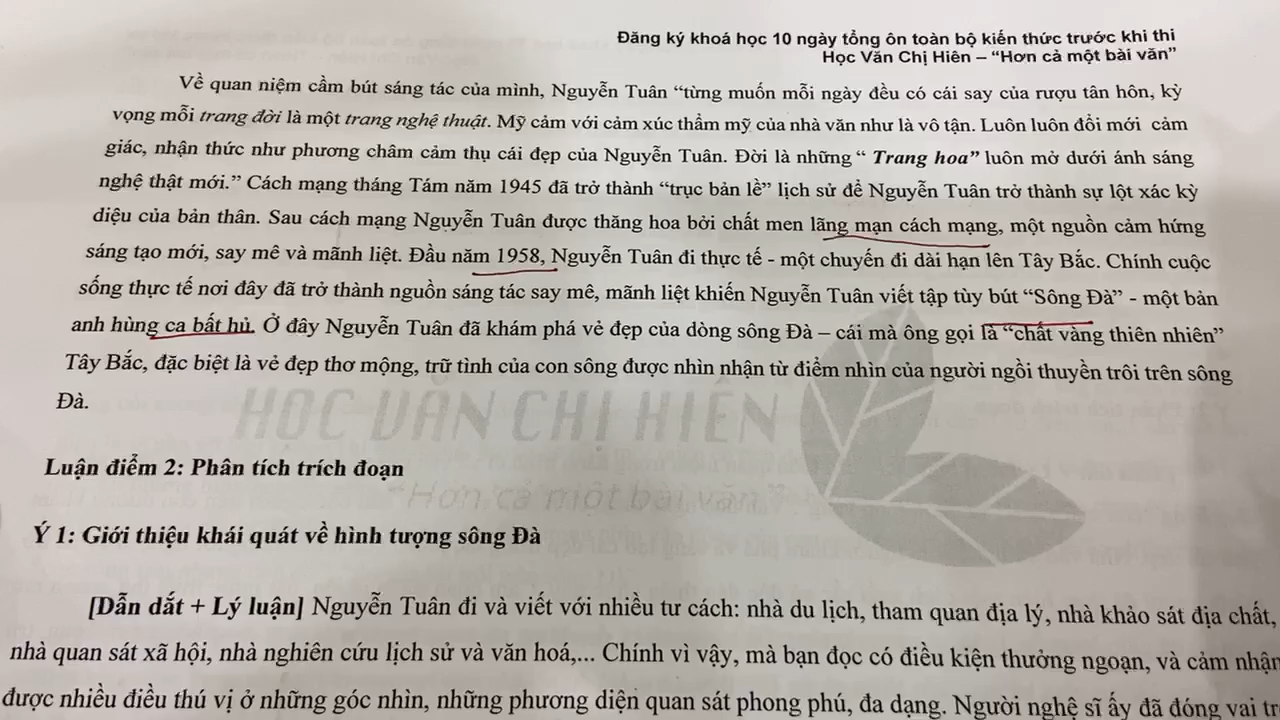 Đăng ký khoá học 10 ngày tổng ôn toàn bộ kiến thức trước khi thi
Học Văn Chị Hiên – “Hơn cả một bài văn”
Về quan niệm cầm bút sáng tác của mình, Nguyễn Tuân “từng muốn mỗi ngày đều có cái say của rượu tân hôn, kỳ
vọng mỗi trang đời là một trang nghệ thuật. Mỹ cảm với cảm xúc thẩm mỹ của nhà văn như là vô tận. Luôn luôn đổi mới cảm
giác, nhận thức như phương châm cảm thụ cái đẹp của Nguyễn Tuân. Đời là những “ Trang hoa” luôn mở dưới ánh sáng
nghệ thật mới.” Cách mạng tháng Tám năm 1945 đã trở thành “trục bản lề” lịch sử để Nguyễn Tuân trở thành sự lột xác kỳ
diệu của bản thân. Sau cách mạng Nguyễn Tuân được thăng hoa bởi chất men lãng mạn cách mạng, một nguồn cảm hứng
sáng tạo mới, say mê và mãnh liệt. Đầu năm 1958, Nguyễn Tuân đi thực tế - một chuyến đi dài hạn lên Tây Bắc. Chính cuộc
sống thực tế nơi đây đã trở thành nguồn sáng tác say mê, mãnh liệt khiến Nguyễn Tuân viết tập tùy bút “Sông Đà” - một bản
anh hùng ca bất hủ. Ở đây Nguyễn Tuân đã khám phá vẻ đẹp của dòng sông Đà – cái mà ông gọi là “chất vàng thiên nhiên”
Tây Bắc, đặc biệt là vẻ đẹp thơ mộng, trữ tình của con sông được nhìn nhận từ điểm nhìn của người ngồi thuyền trôi trên sông
Đà.
HỌC VĂN CHỊ HIÊN
Luận điểm 2: Phân tích trích đoạn
“Hơn cả một bài văn”
Ý 1: Giới thiệu khái quát về hình tượng sông Đà
[Dẫn dắt + Lý luận] Nguyễn Tuân đi và viết với nhiều tư cách: nhà du lịch, tham quan địa lý, nhà khảo sát địa chất,
nhà quan sát xã hội, nhà nghiên cứu lịch sử và văn hoá,... Chính vì vậy, mà bạn đọc có điều kiện thưởng ngoạn, và cảm nhận
được nhiều điều thú vị ở những góc nhìn, những phương diện quan sát phong phú, đa dạng. Người nghệ sĩ ấy đã đóng vai